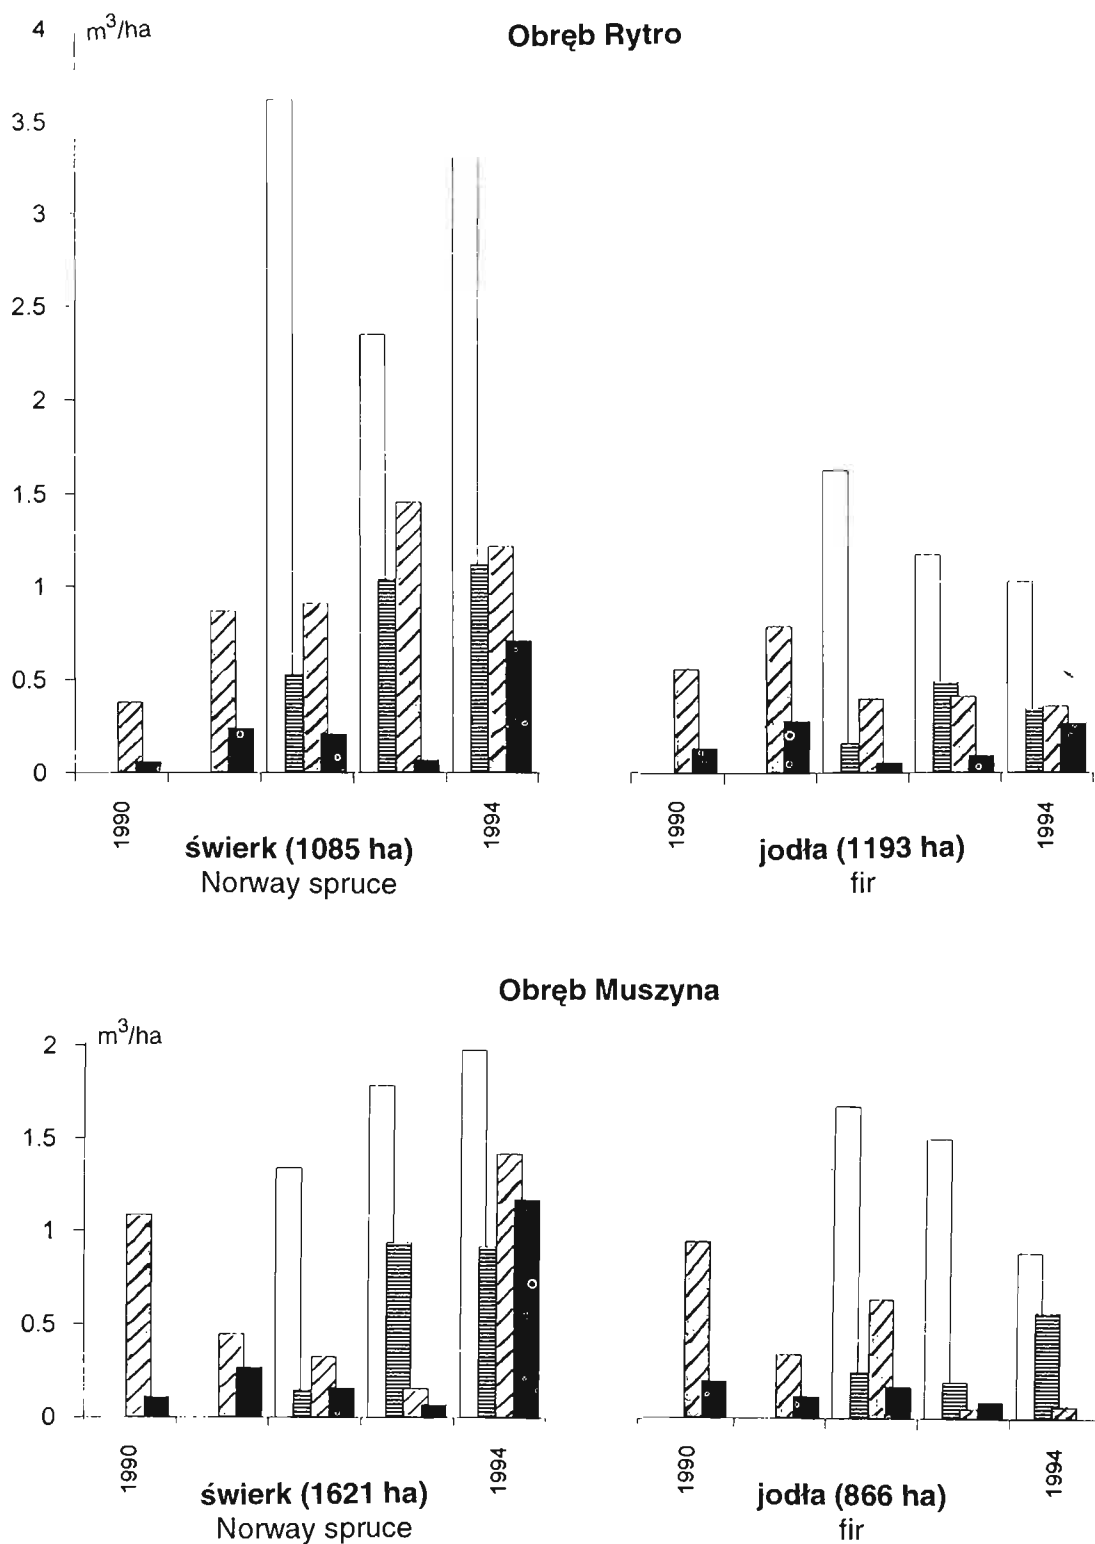 Obręb Rytro
m³/ha
4
3.5
3
2.5
2
1.5
1
0.5
0
1990
1994
1990
1994
świerk (1085 ha)
Norway spruce
jodła (1193 ha)
fir
Obręb Muszyna
m³/ha
2
1.5
1
0.5
0
1990
1994
1990
1994
świerk (1621 ha)
Norway spruce
jodła (866 ha)
fir